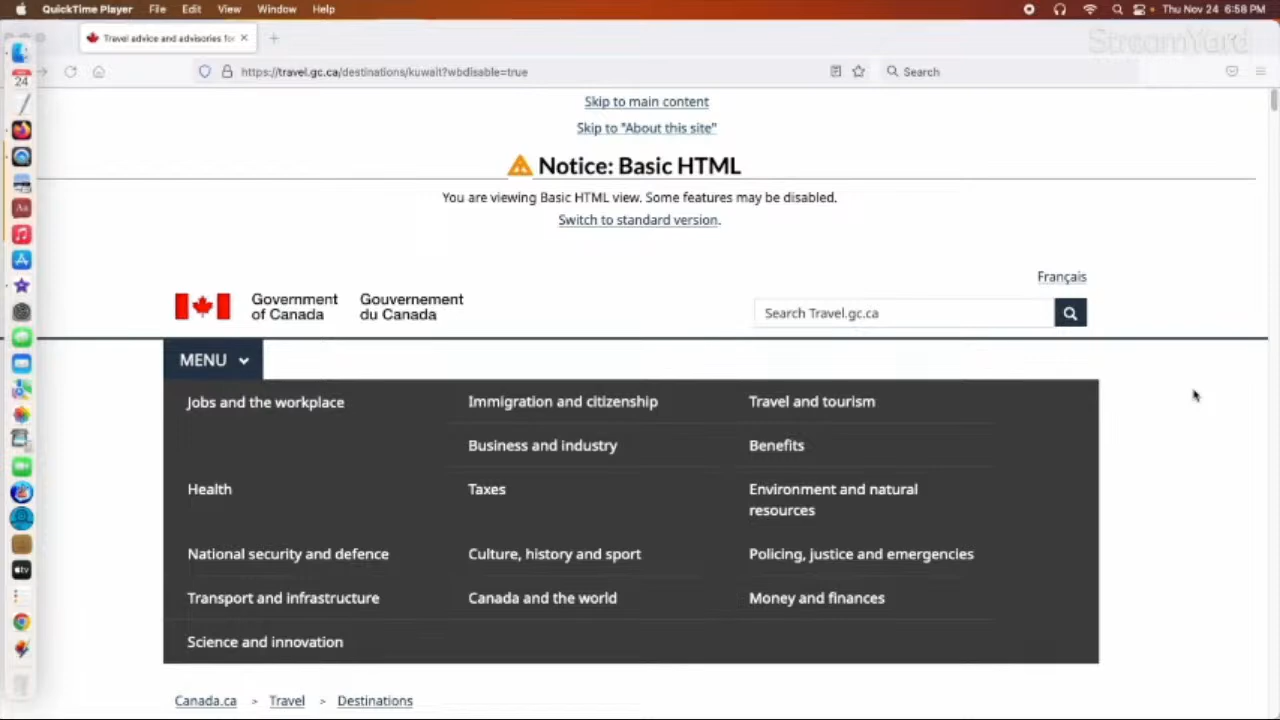 QuickTime Player File Edit View Window Help Thu Nov 24 6:58 PM
StreamYard
Travel advice and advisories for
24
https://travel.gc.ca/destinations/kuwait?wbdisable=true
Search
Skip to main content
Skip to "About this site"
Notice: Basic HTML
You are viewing Basic HTML view. Some features may be disabled.
Switch to standard version.
Français
Government of Canada
Gouvernement du Canada
Search Travel.gc.ca
MENU
Jobs and the workplace
Immigration and citizenship
Travel and tourism
Business and industry
Benefits
Health
Taxes
Environment and natural
resources
National security and defence
Culture, history and sport
Policing, justice and emergencies
Transport and infrastructure
Canada and the world
Money and finances
Science and innovation
Canada.ca > Travel > Destinations
Aa
tv